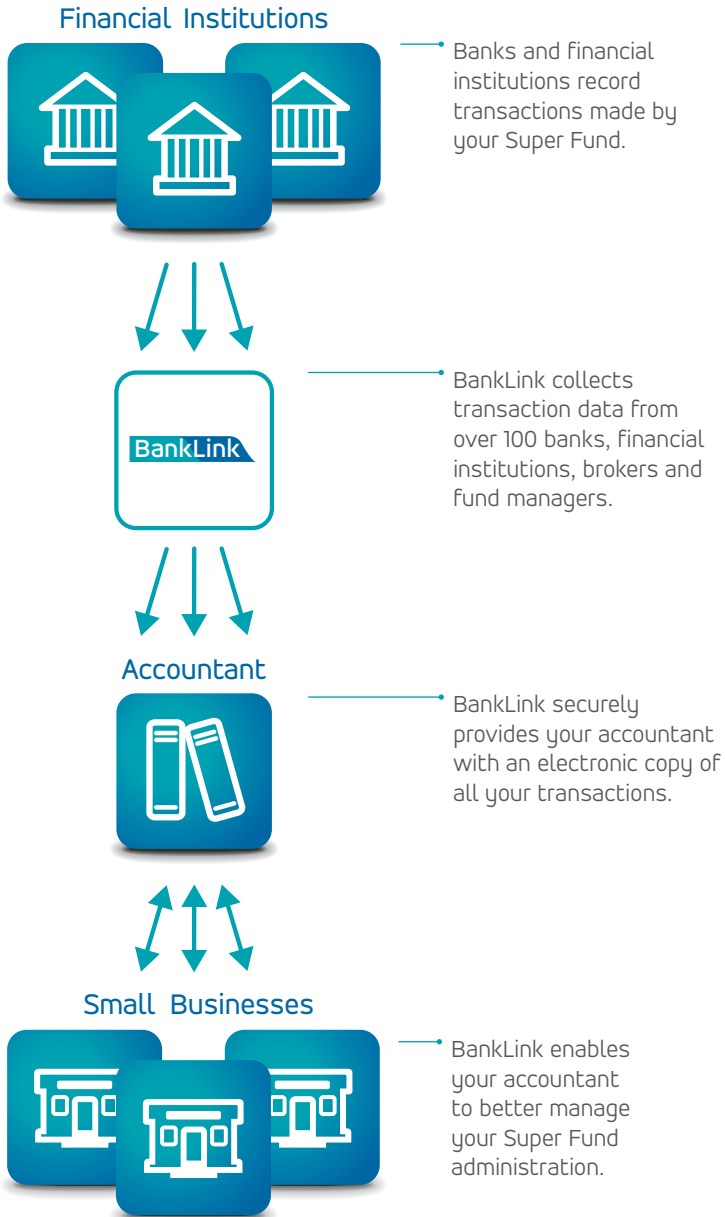 Financial Institutions
Banks and financial
institutions record
transactions made by
your Super Fund.
BankLink
BankLink collects
transaction data from
over 100 banks, financial
institutions, brokers and
fund managers.
Accountant
BankLink securely
provides your accountant
with an electronic copy of
all your transactions.
Small Businesses
BankLink enables
your accountant
to better manage
your Super Fund
administration.